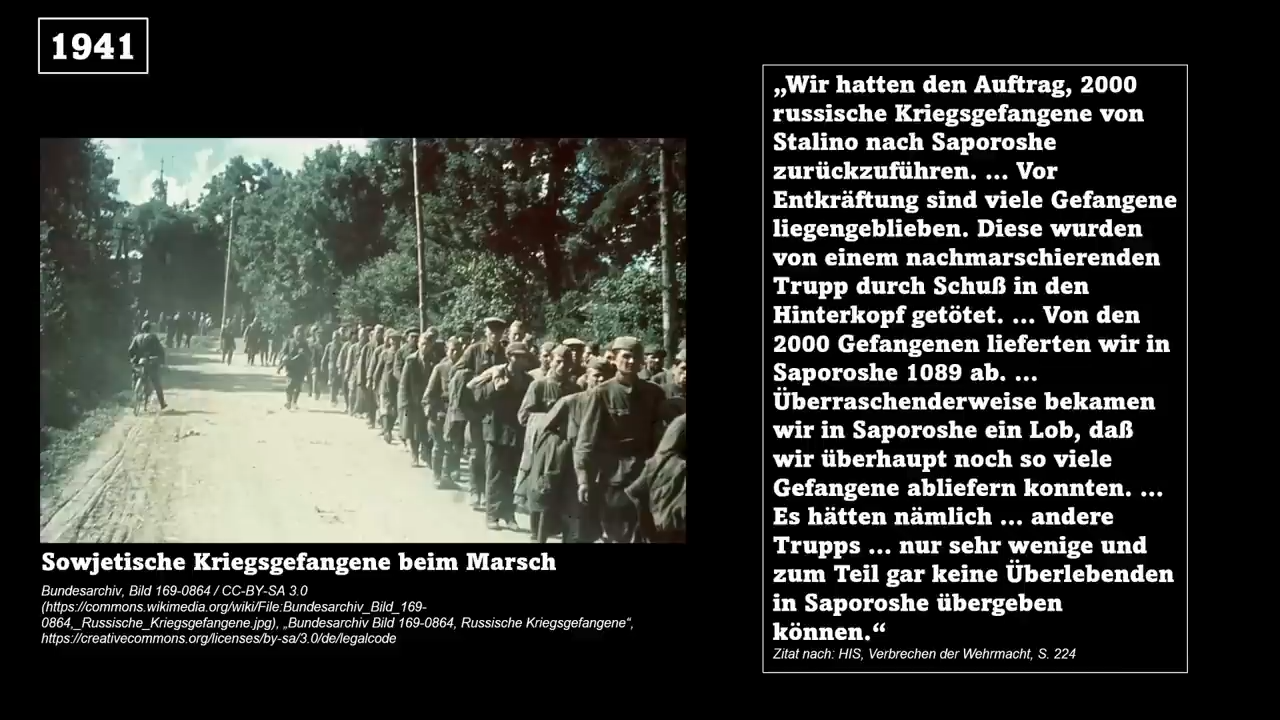 1941
Sowjetische Kriegsgefangene beim Marsch
Bundesarchiv, Bild 169-0864 / CC-BY-SA 3.0
(https://commons.wikimedia.org/wiki/File:Bundesarchiv_Bild_169-
0864,_Russische_Kriegsgefangene.jpg), „Bundesarchiv Bild 169-0864, Russische Kriegsgefangene“,
https://creativecommons.org/licenses/by-sa/3.0/de/legalcode
„Wir hatten den Auftrag, 2000
russische Kriegsgefangene von
Stalino nach Saporoshe
zurückzuführen. ... Vor
Entkräftung sind viele Gefangene
liegengeblieben. Diese wurden
von einem nachmarschierenden
Trupp durch Schuß in den
Hinterkopf getötet. ... Von den
2000 Gefangenen lieferten wir in
Saporoshe 1089 ab. ...
Überraschenderweise bekamen
wir in Saporoshe ein Lob, daß
wir überhaupt noch so viele
Gefangene abliefern konnten. ...
Es hätten nämlich ... andere
Trupps ... nur sehr wenige und
zum Teil gar keine Überlebenden
in Saporoshe übergeben
können.“
Zitat nach: HIS, Verbrechen der Wehrmacht, S. 224